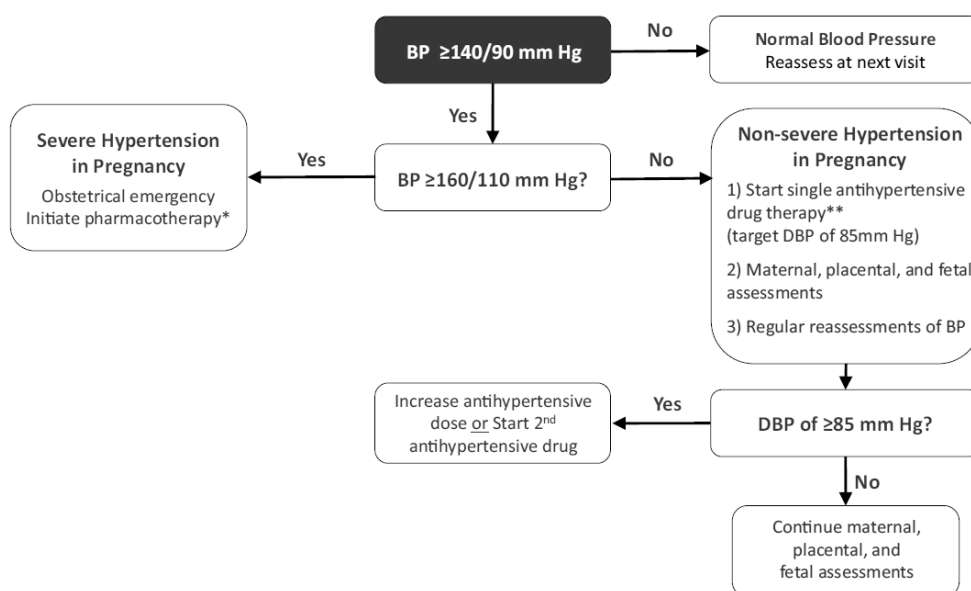 BP ≥140/90 mm Hg
No
Normal Blood Pressure
Reassess at next visit
Yes
Severe Hypertension
in Pregnancy
Obstetrical emergency
Initiate pharmacotherapy*
Yes
BP ≥160/110 mm Hg?
No
Non-severe Hypertension
in Pregnancy
1) Start single antihypertensive
drug therapy**
(target DBP of 85mm Hg)
2) Maternal, placental, and fetal
assessments
3) Regular reassessments of BP
Increase antihypertensive
dose or Start 2nd
antihypertensive drug
Yes
DBP of ≥85 mm Hg?
No
Continue maternal,
placental, and
fetal assessments